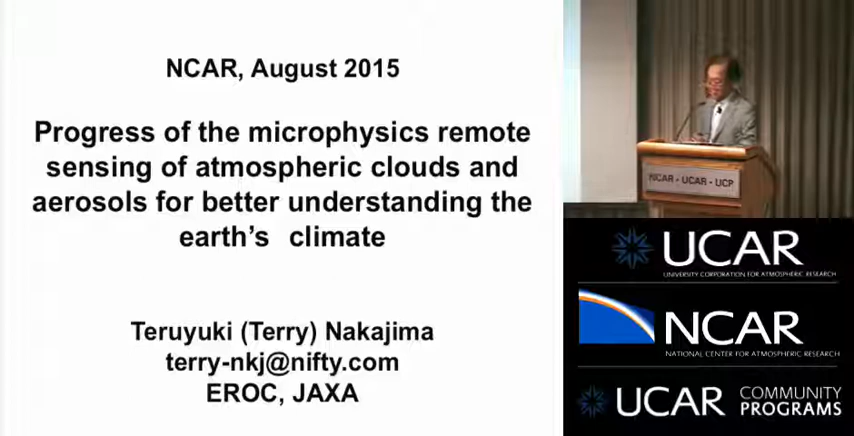 NCAR, August 2015
Progress of the microphysics remote
sensing of atmospheric clouds and
aerosols for better understanding the
earth's climate
Teruyuki (Terry) Nakajima
terry-nkj@nifty.com
EROC, JAXA
NCAR - UCAR - UCP
UCAR
UNIVERSITY CORPORATION FOR ATMOSPHERIC RESEARCH
NCAR
NATIONAL CENTER FOR ATMOSPHERIC RESEARCH
UCAR COMMUNITY
PROGRAMS